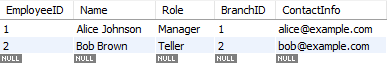 EmployeeID Name Role BranchID ContactInfo
1 Alice Johnson Manager 1 alice@example.com
2 Bob Brown Teller 2 bob@example.com
NULL NULL NULL NULL NULL